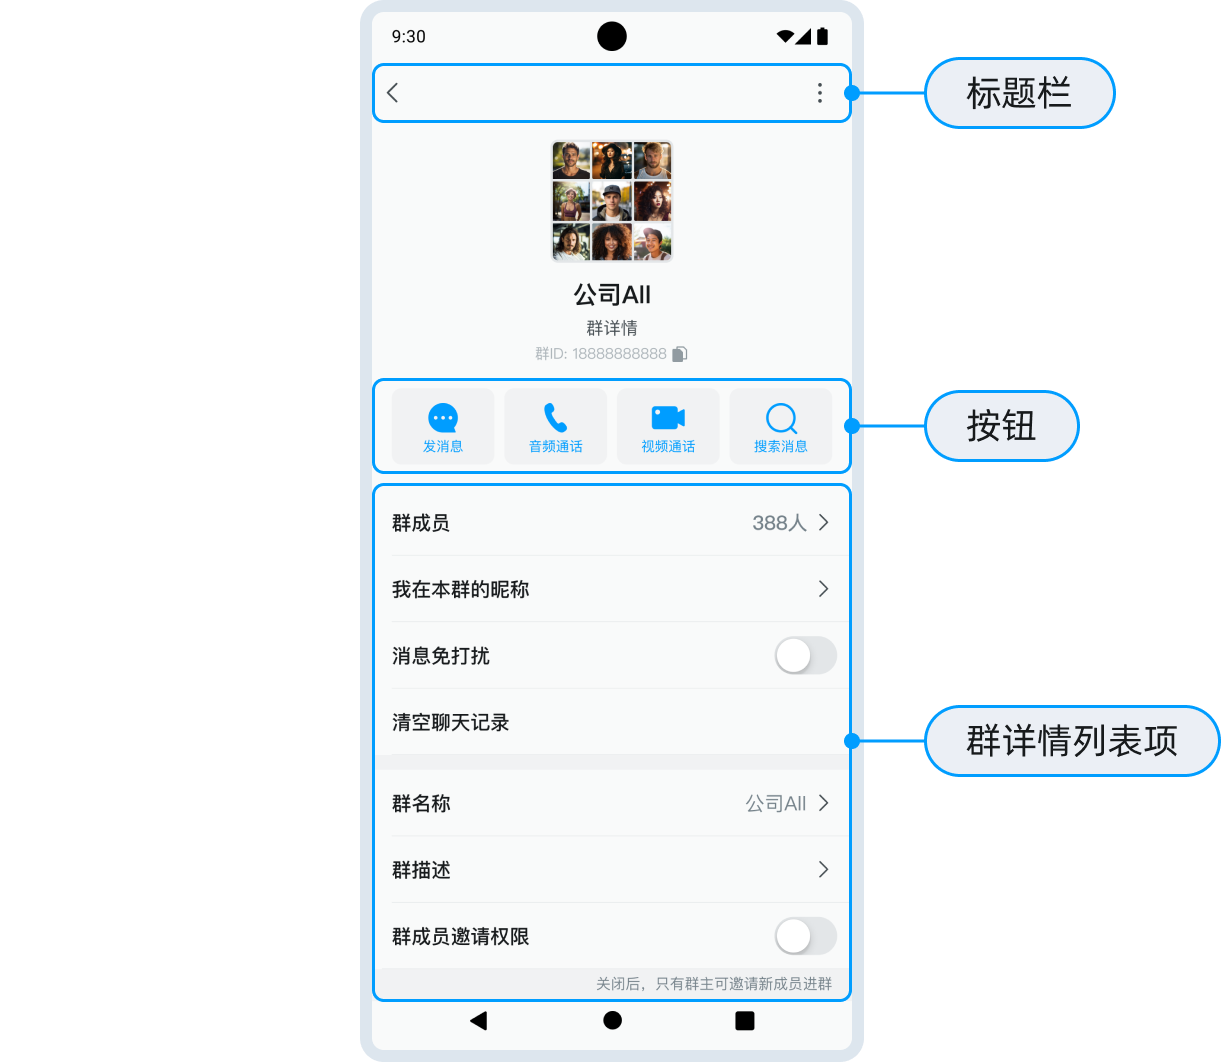 9:30
标题栏
公司All
群详情
群ID: 18888888888
发消息 音频通话 视频通话 搜索消息
按钮
群成员 388人
我在本群的昵称
消息免打扰
清空聊天记录
群详情列表项
群名称 公司All
群描述
群成员邀请权限
关闭后，只有群主可邀请新成员进群